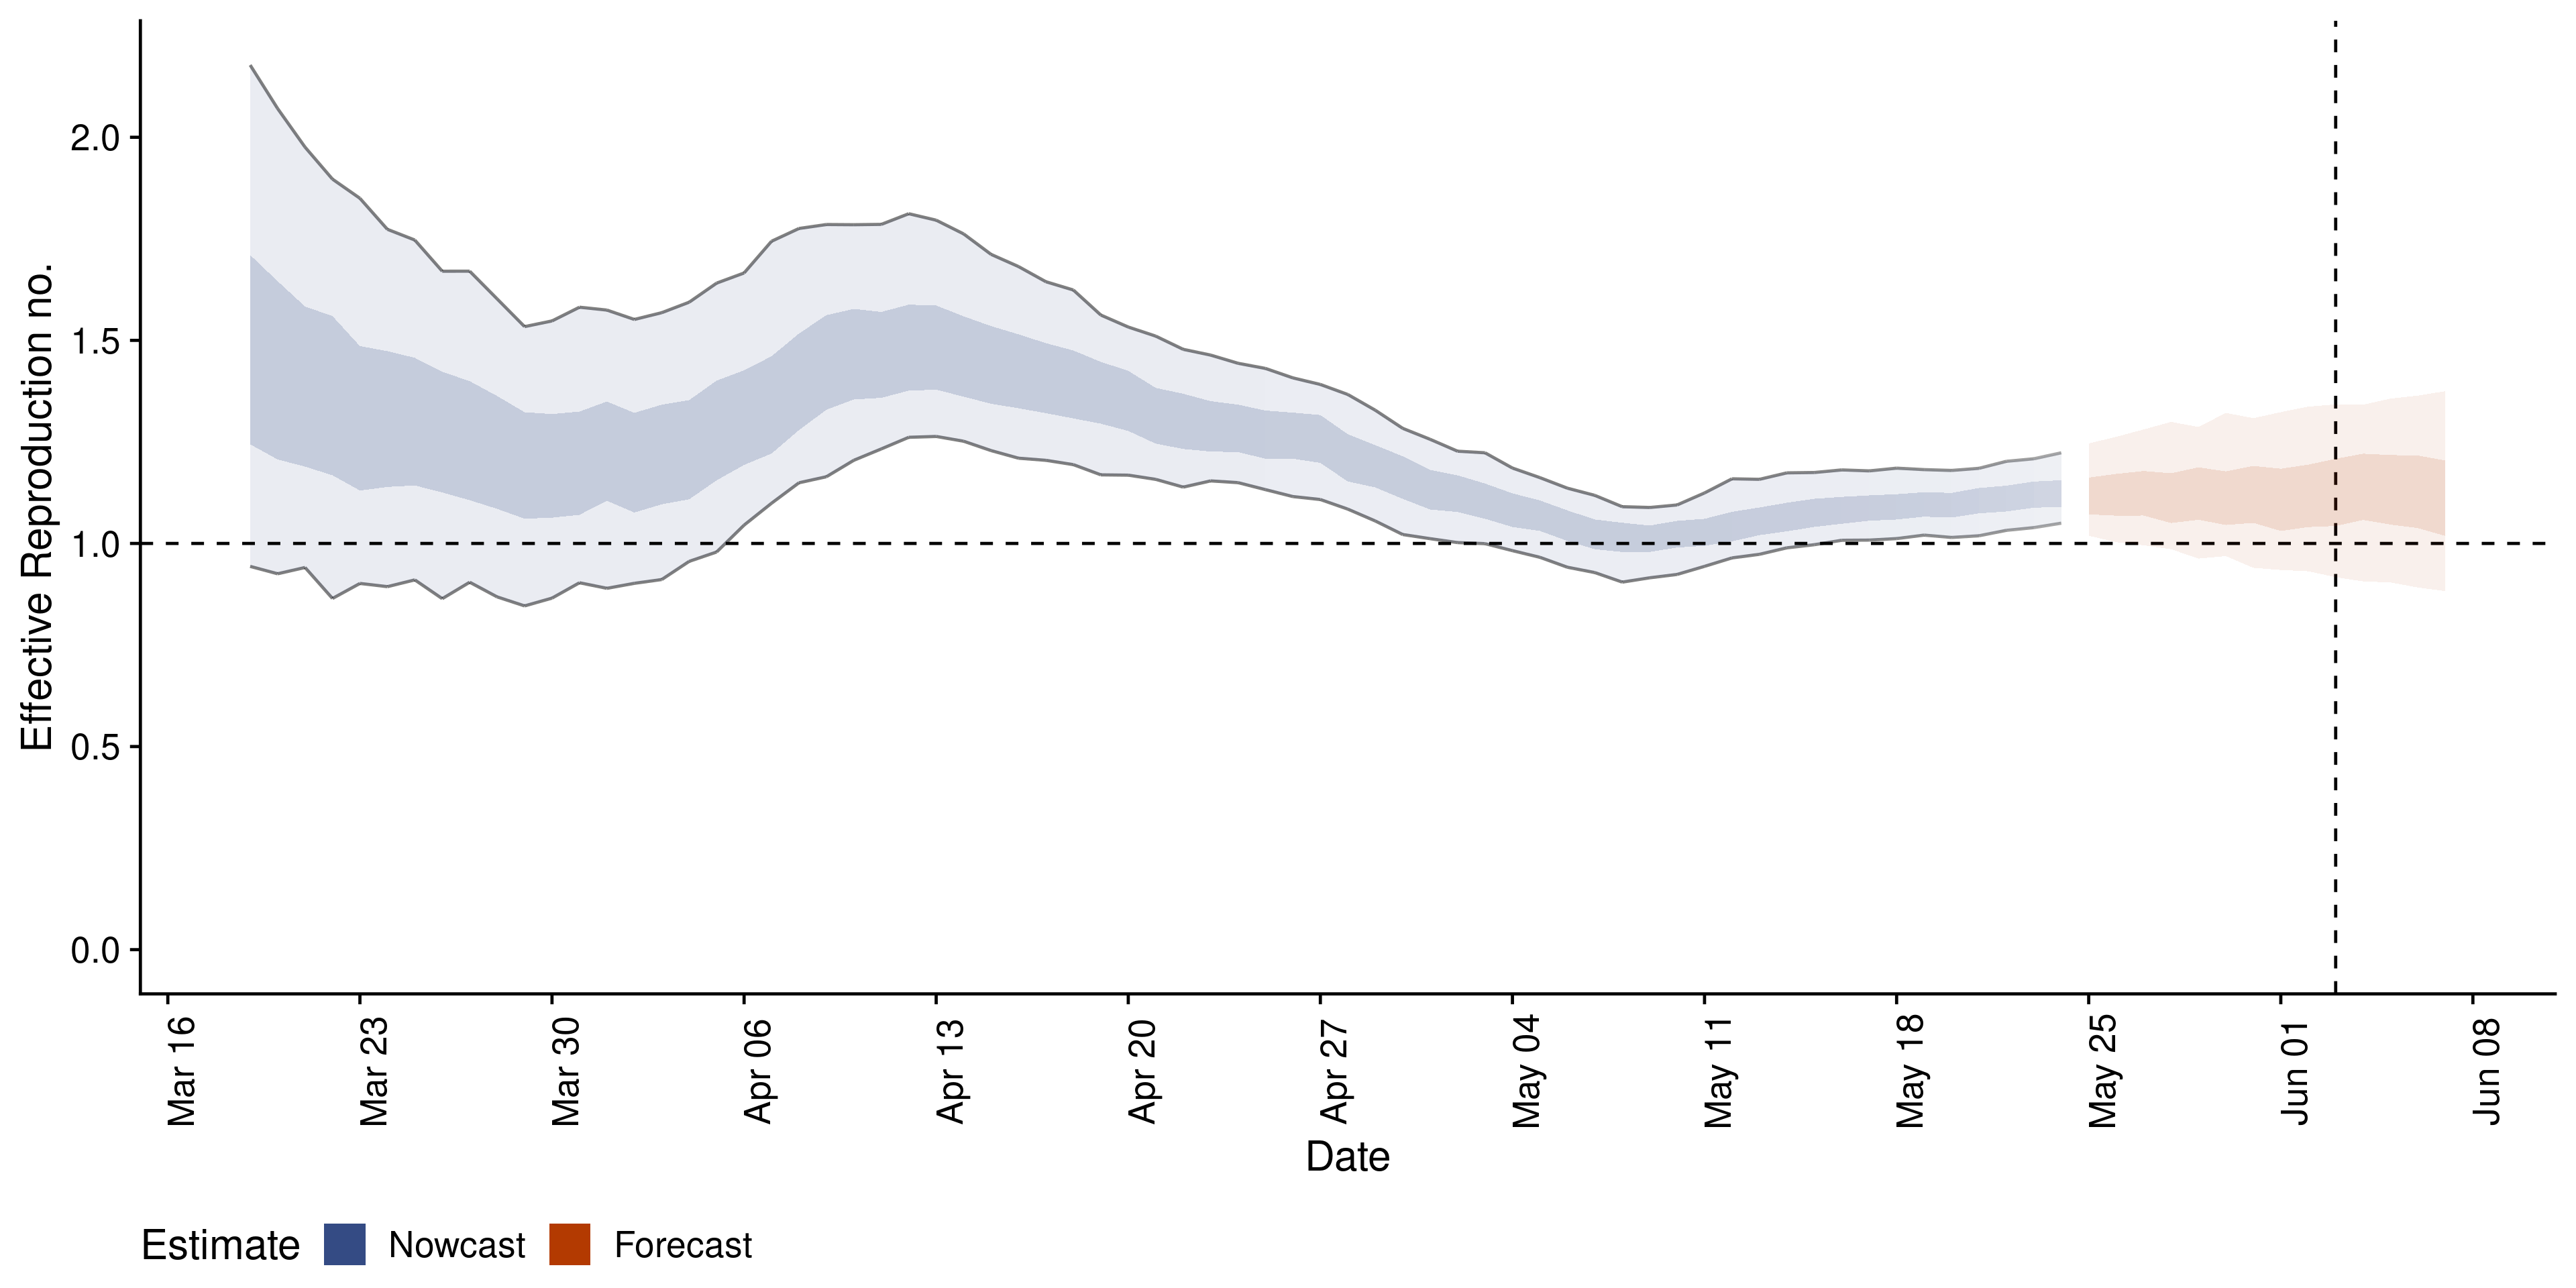 Effective Reproduction no.
2.0
1.5
1.0
0.5
0.0
Mar 16
Mar 23
Mar 30
Apr 06
Apr 13
Apr 20
Apr 27
May 04
May 11
May 18
May 25
Jun 01
Jun 08
Date
Estimate Nowcast Forecast